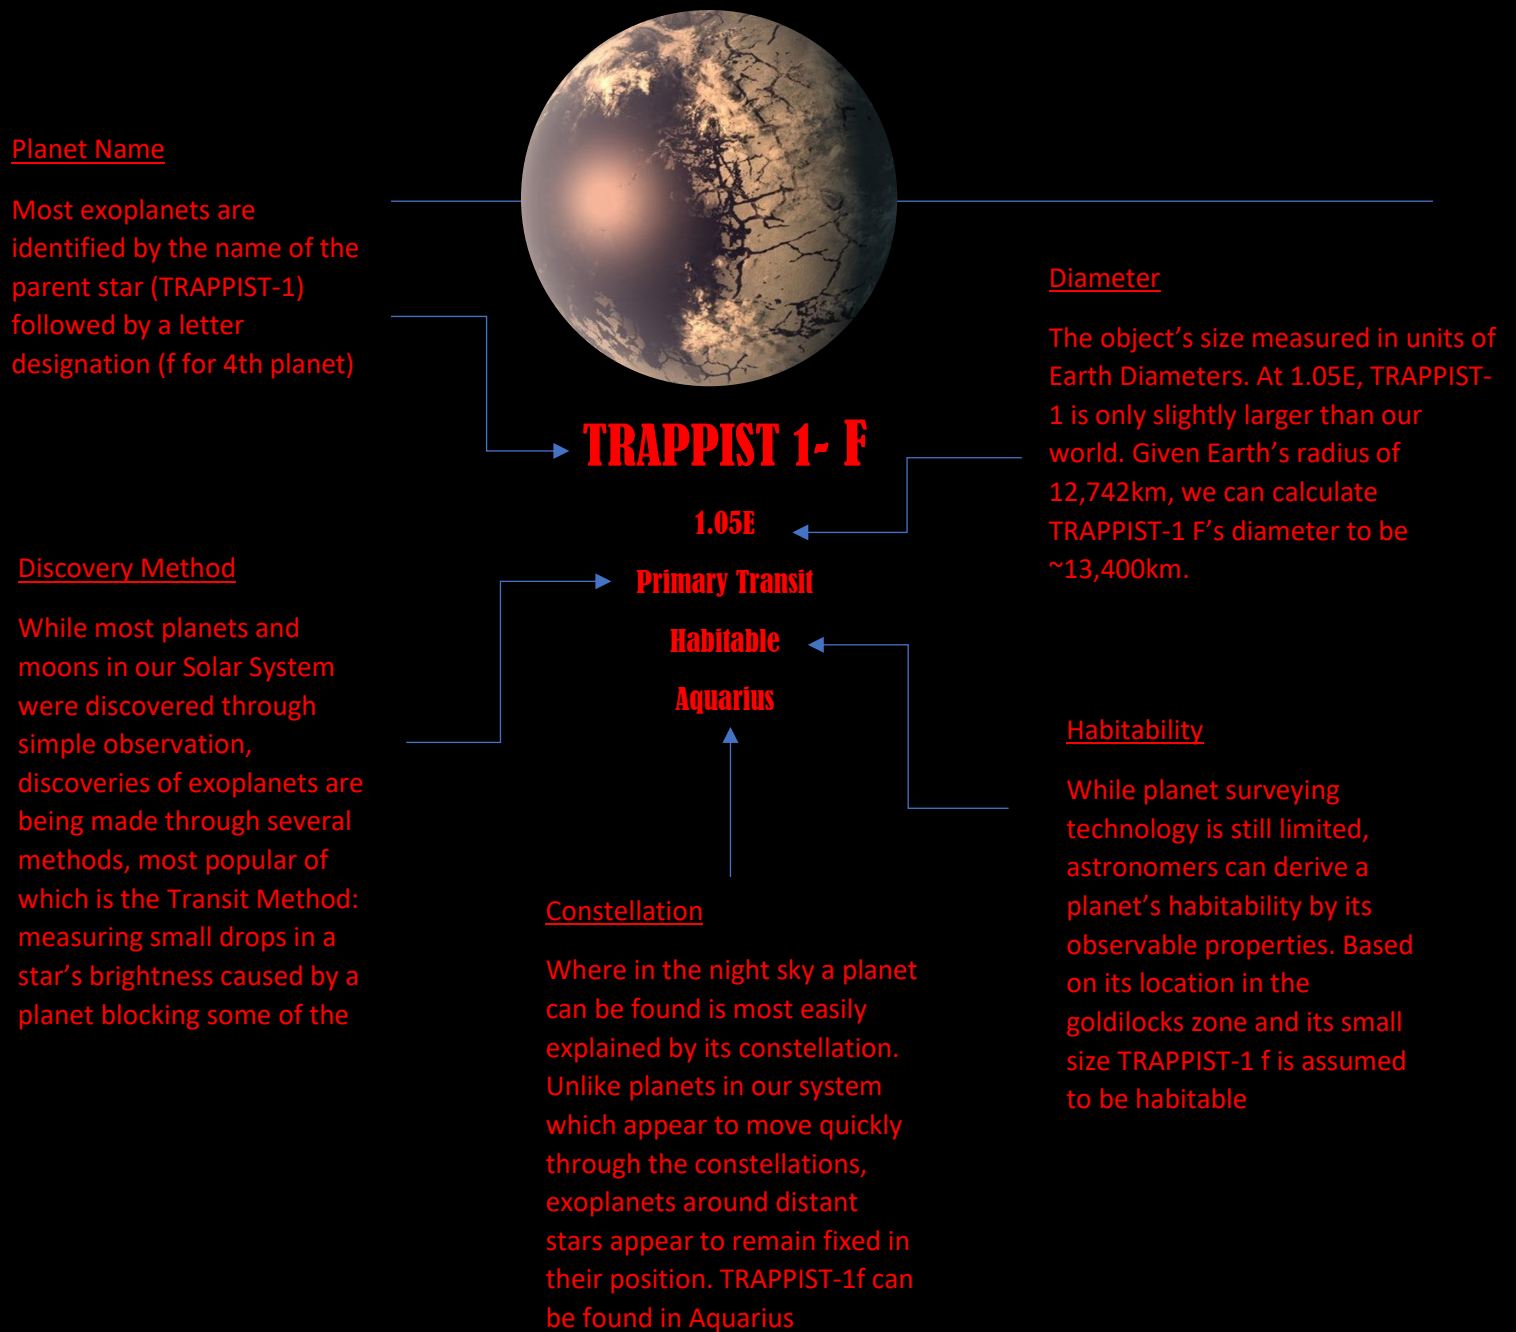 Planet Name
Most exoplanets are
identified by the name of the
parent star (TRAPPIST-1)
followed by a letter
designation (f for 4th planet)
TRAPPIST 1- F
1.05E
Primary Transit
Habitable
Aquarius
Diameter
The object’s size measured in units of
Earth Diameters. At 1.05E, TRAPPIST-
1 is only slightly larger than our
world. Given Earth’s radius of
12,742km, we can calculate
TRAPPIST-1 F’s diameter to be
~13,400km.
Discovery Method
While most planets and
moons in our Solar System
were discovered through
simple observation,
discoveries of exoplanets are
being made through several
methods, most popular of
which is the Transit Method:
measuring small drops in a
star’s brightness caused by a
planet blocking some of the
Habitability
While planet surveying
technology is still limited,
astronomers can derive a
planet’s habitability by its
observable properties. Based
on its location in the
goldilocks zone and its small
size TRAPPIST-1 f is assumed
to be habitable
Constellation
Where in the night sky a planet
can be found is most easily
explained by its constellation.
Unlike planets in our system
which appear to move quickly
through the constellations,
exoplanets around distant
stars appear to remain fixed in
their position. TRAPPIST-1f can
be found in Aquarius